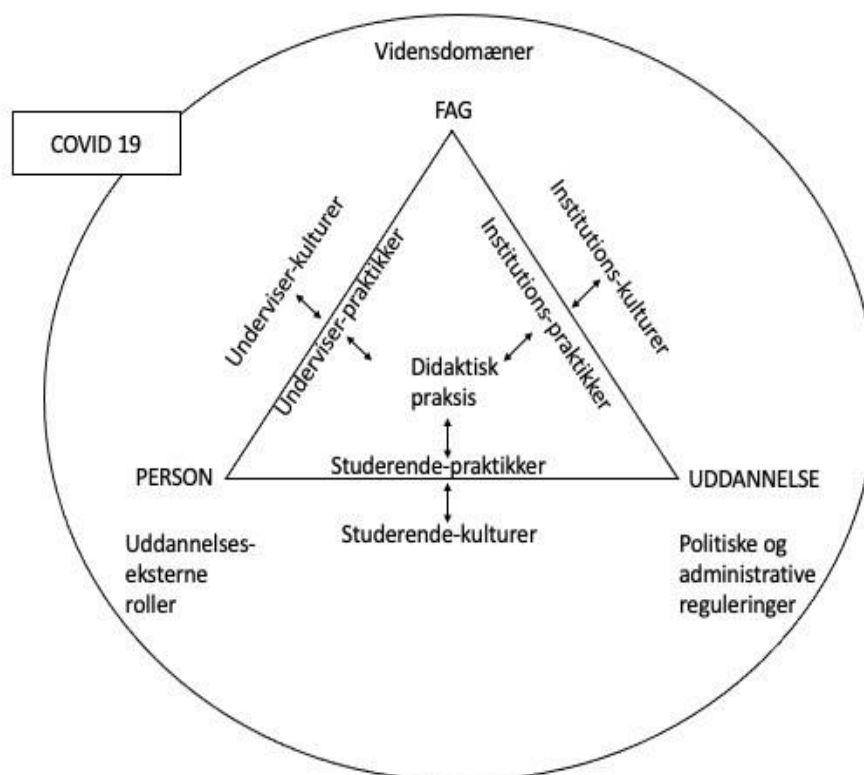 Vidensdomæner
FAG
COVID 19
Underviser-kulturer
Underviser-praktikker
Institutions-praktikker
Institutions-kulturer
Didaktisk
praksis
PERSON
Studerende-praktikker
UDDANNELSE
Studerende-kulturer
Uddannelses-
eksterne
roller
Politiske og
administrative
reguleringer